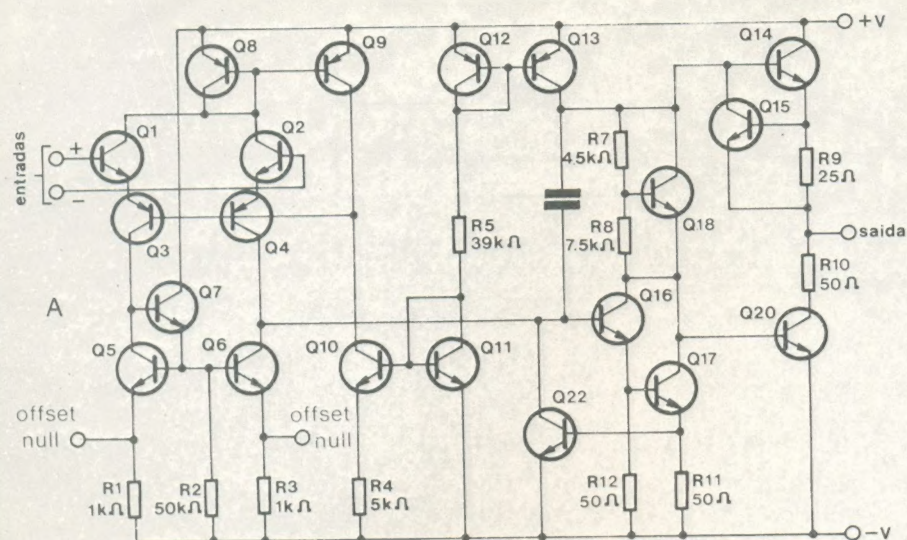 Q8
Q9
Q12
Q13
Q14
+V
Q15
entradas
+
−
Q1
Q2
R7
4.5kΩ
R9
25Ω
Q3
Q4
R5
39kΩ
R8
7.5kΩ
Q18
saida
R10
50Ω
A
Q7
Q16
Q20
Q5
Q6
Q10
Q11
Q17
Q22
offset
null
offset
null
R1
1kΩ
R2
50kΩ
R3
1kΩ
R4
5kΩ
R12
50Ω
R11
50Ω
−V